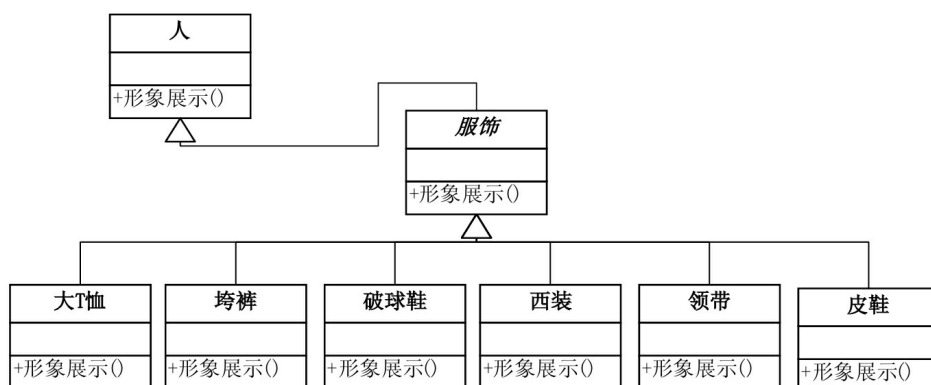 人
+形象展示()
服饰
+形象展示()
大T恤
垮裤
破球鞋
西装
领带
皮鞋
+形象展示()
+形象展示()
+形象展示()
+形象展示()
+形象展示()
+形象展示()